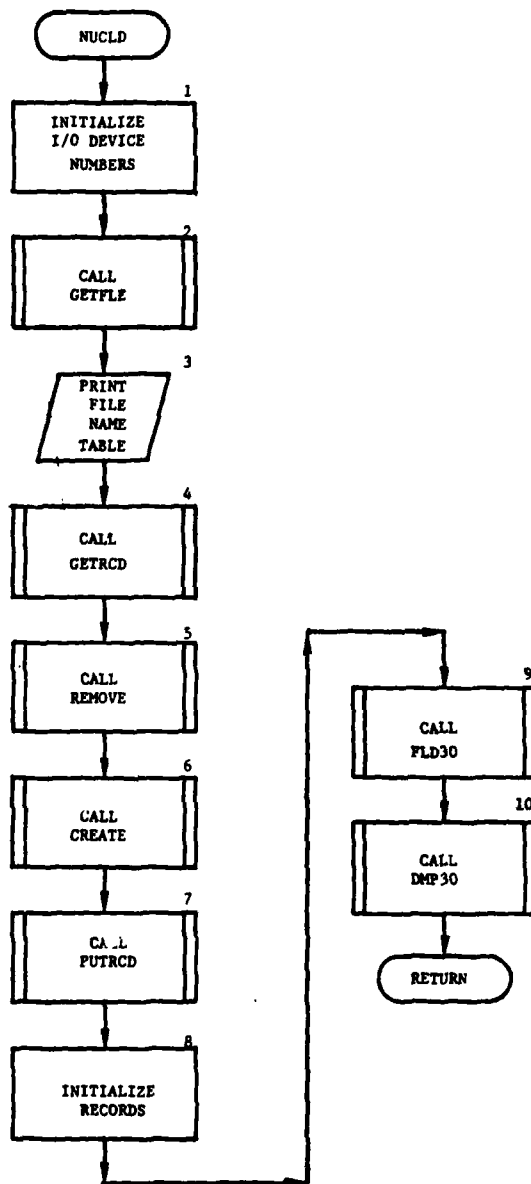 NUCLD
1
INITIALIZE
I/O DEVICE
NUMBERS
2
CALL
GETFLE
3
PRINT
FILE
NAME
TABLE
4
CALL
GETRCD
5
CALL
REMOVE
6
CALL
CREATE
7
CALL
PUTRCD
8
INITIALIZE
RECORDS
9
CALL
FLD30
10
CALL
DMP30
RETURN